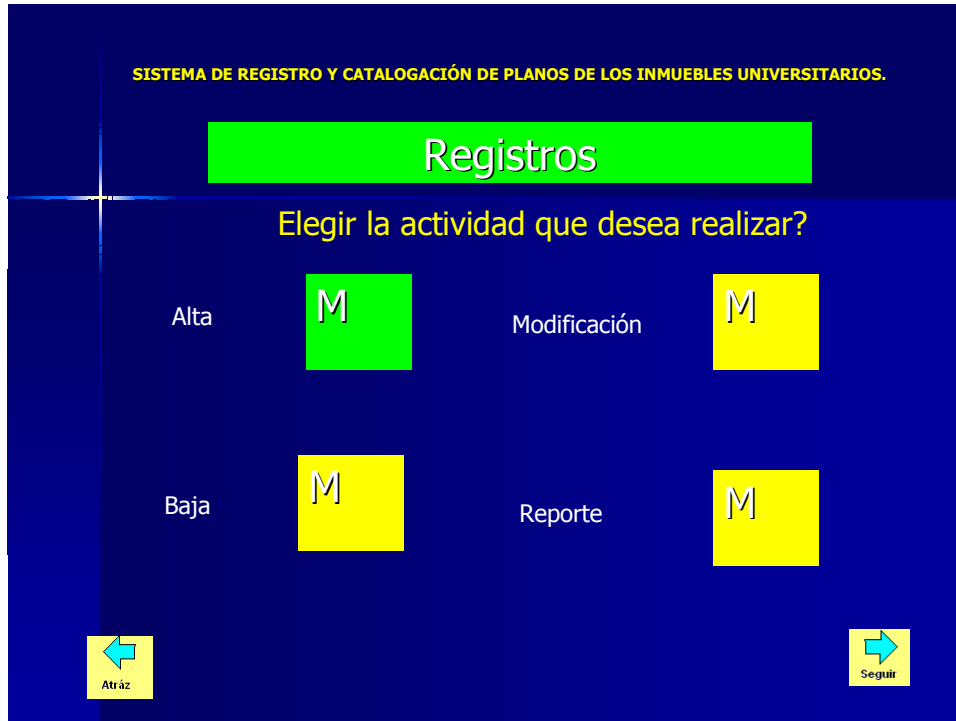 SISTEMA DE REGISTRO Y CATALOGACIÓN DE PLANOS DE LOS INMUEBLES UNIVERSITARIOS.
Registros
Elegir la actividad que desea realizar?
Alta
M
Modificación
M
Baja
M
Reporte
M
Atráz
Seguir